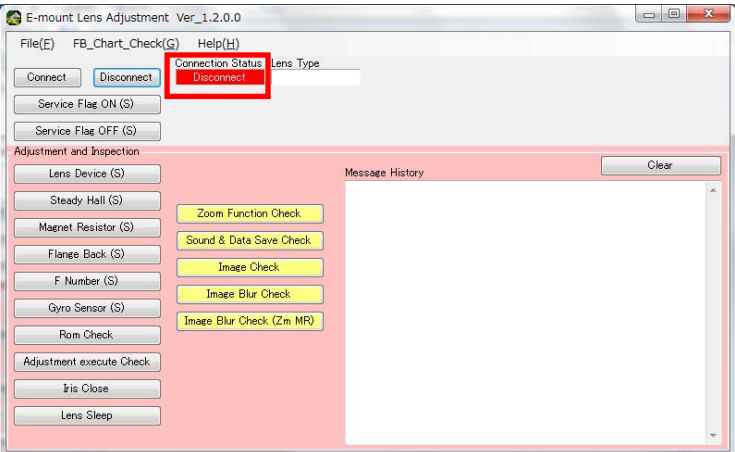 E-mount Lens Adjustment Ver_1.2.0.0
File(F) FB_Chart_Check(G) Help(H)
Connection Status Lens Type
Connect Disconnect Disconnect
Service Flag ON (S)
Service Flag OFF (S)
Adjustment and Inspection
Clear
Lens Device (S) Message History
Steady Hall (S)
Zoom Function Check
Magnet Resistor (S)
Sound & Data Save Check
Flange Back (S)
Image Check
F Number (S)
Image Blur Check
Gyro Sensor (S)
Image Blur Check (Zm MR)
Rom Check
Adjustment execute Check
Iris Close
Lens Sleep